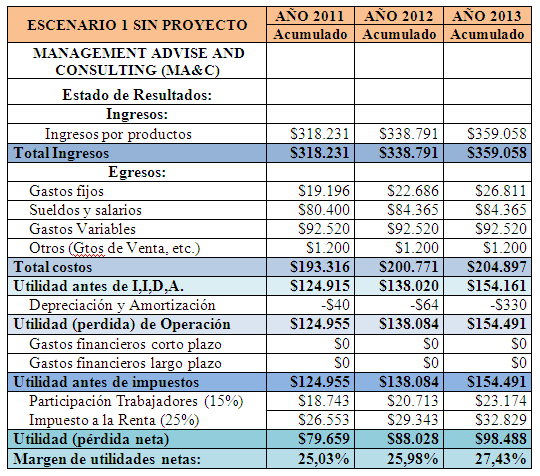 ESCENARIO 1 SIN PROYECTO AÑO 2011 AÑO 2012 AÑO 2013
Acumulado Acumulado Acumulado
MANAGEMENT ADVISE AND
CONSULTING (MA&C)
Estado de Resultados:
Ingresos:
Ingresos por productos $318.231 $338.791 $359.058
Total Ingresos $318.231 $338.791 $359.058
Egresos:
Gastos fijos $19.196 $22.686 $26.811
Sueldos y salarios $80.400 $84.365 $84.365
Gastos Variables $92.520 $92.520 $92.520
Otros (Gtos de Venta, etc.) $1.200 $1.200 $1.200
Total costos $193.316 $200.771 $204.897
Utilidad antes de I,I,D,A. $124.915 $138.020 $154.161
Depreciación y Amortización -$40 -$64 -$330
Utilidad (perdida) de Operación $124.955 $138.084 $154.491
Gastos financieros corto plazo $0 $0 $0
Gastos financieros largo plazo $0 $0 $0
Utilidad antes de impuestos $124.955 $138.084 $154.491
Participación Trabajadores (15%) $18.743 $20.713 $23.174
Impuesto a la Renta (25%) $26.553 $29.343 $32.829
Utilidad (pérdida neta) $79.659 $88.028 $98.488
Margen de utilidades netas: 25,03% 25,98% 27,43%